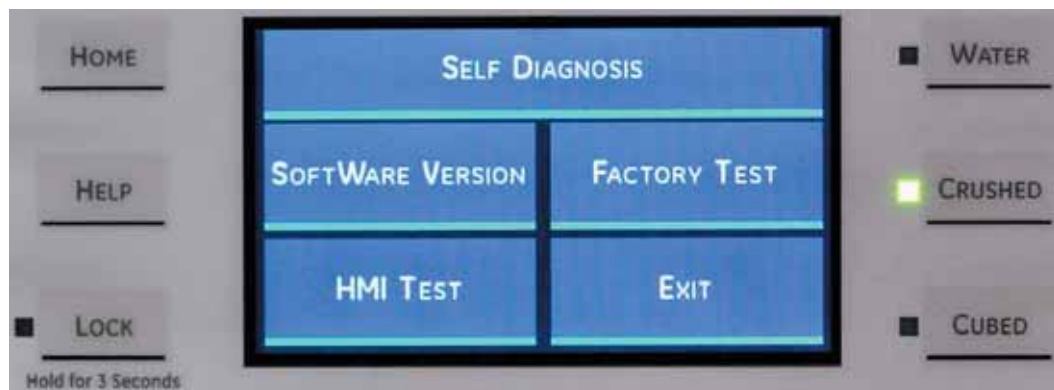 HOME
HELP
LOCK
Hold for 3 Seconds
SELF DIAGNOSIS
SOFTWARE VERSION
FACTORY TEST
HMI TEST
EXIT
WATER
CRUSHED
CUBED